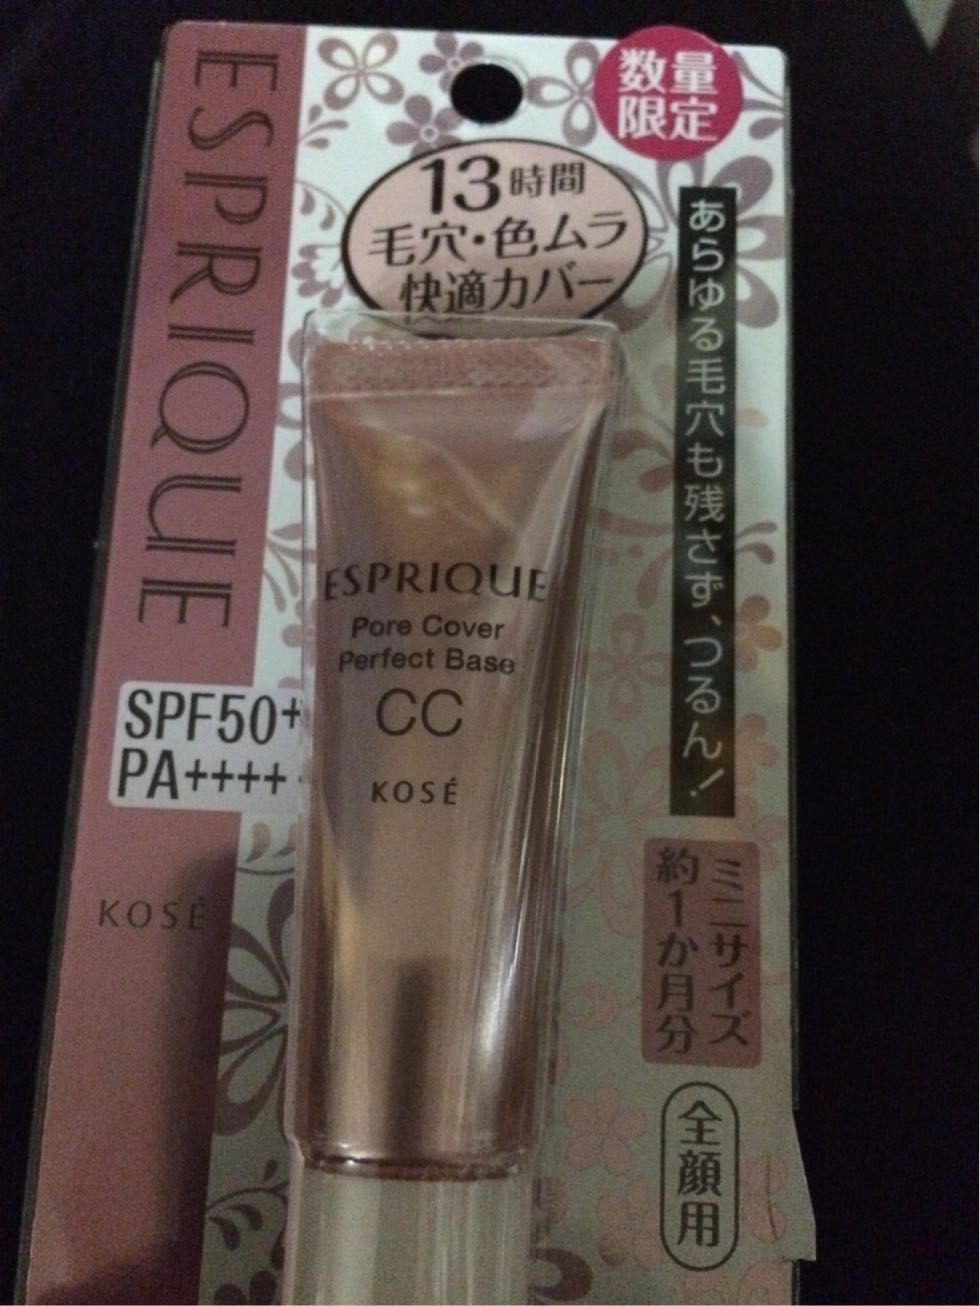 ESPRIQUE
数量
限定
13時間
毛穴・色ムラ
快適カバー
あらゆる毛穴も残さず、つるん!
ESPRIQUE
Pore Cover
Perfect Base
CC
KOSÉ
SPF50+
PA++++
KOSÉ
ミニサイズ
約1か月分
全顔用